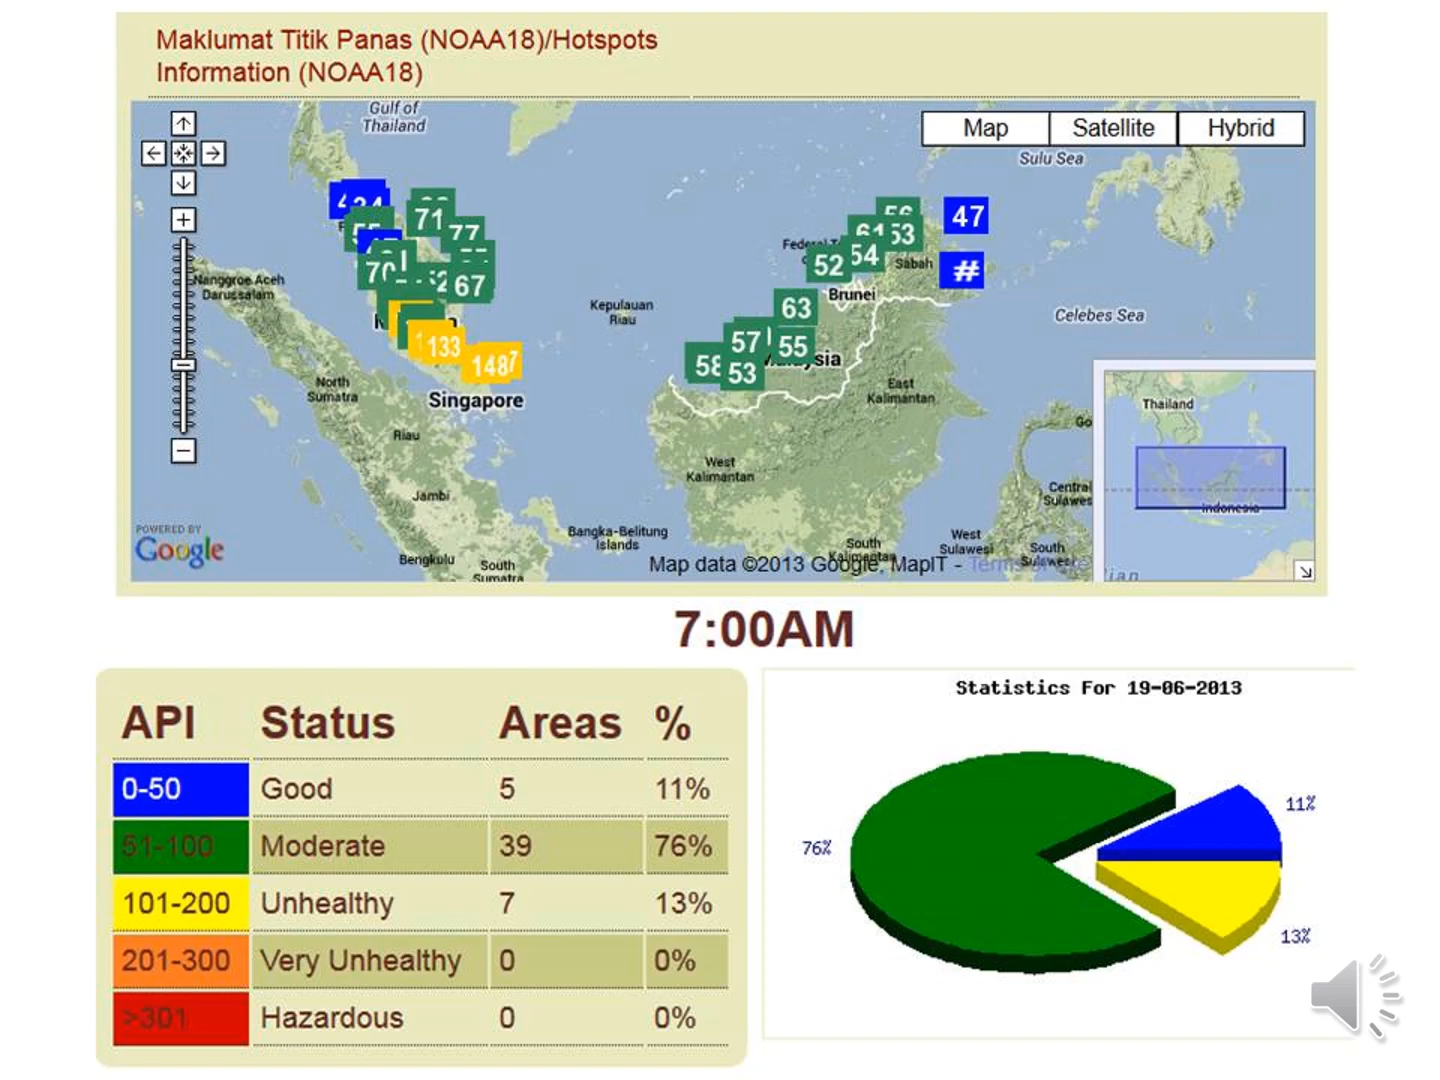 Maklumat Titik Panas (NOAA18)/Hotspots
Information (NOAA18)
Gulf of
Thailand
Map
Satellite
Hybrid
Sulu Sea
71
77
56
47
61
53
54
52
Sabah
#
70
67
Nanggroe Aceh
Darussalam
Brunei
63
Kepulauan
Riau
Celebes Sea
133
57
55
58
53
148
North
Sumatra
Singapore
East
Kalimantan
Thailand
Riau
West
Kalimantan
Jambi
Central
Indonesia
POWERED BY
Google
Bangka-Belitung
Islands
West
Sulawesi
South
Kalimantan
South
Bengkulu
South
Sumatra
Map data ©2013 Google, MapIT -
7:00AM
API Status Areas %
0-50 Good 5 11%
51-100 Moderate 39 76%
101-200 Unhealthy 7 13%
201-300 Very Unhealthy 0 0%
>301 Hazardous 0 0%
Statistics For 19-06-2013
11%
76%
13%